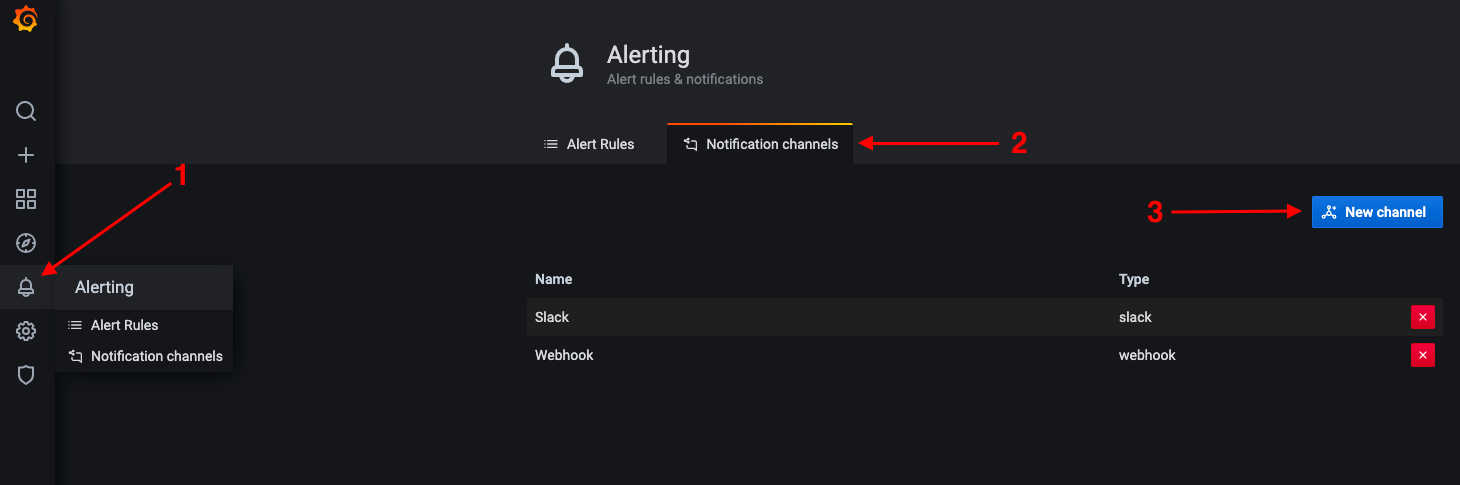 Alerting
Alert rules & notifications
Alert Rules
Notification channels
2
1
3
New channel
Alerting
Alert Rules
Notification channels
Name Type
Slack slack
Webhook webhook